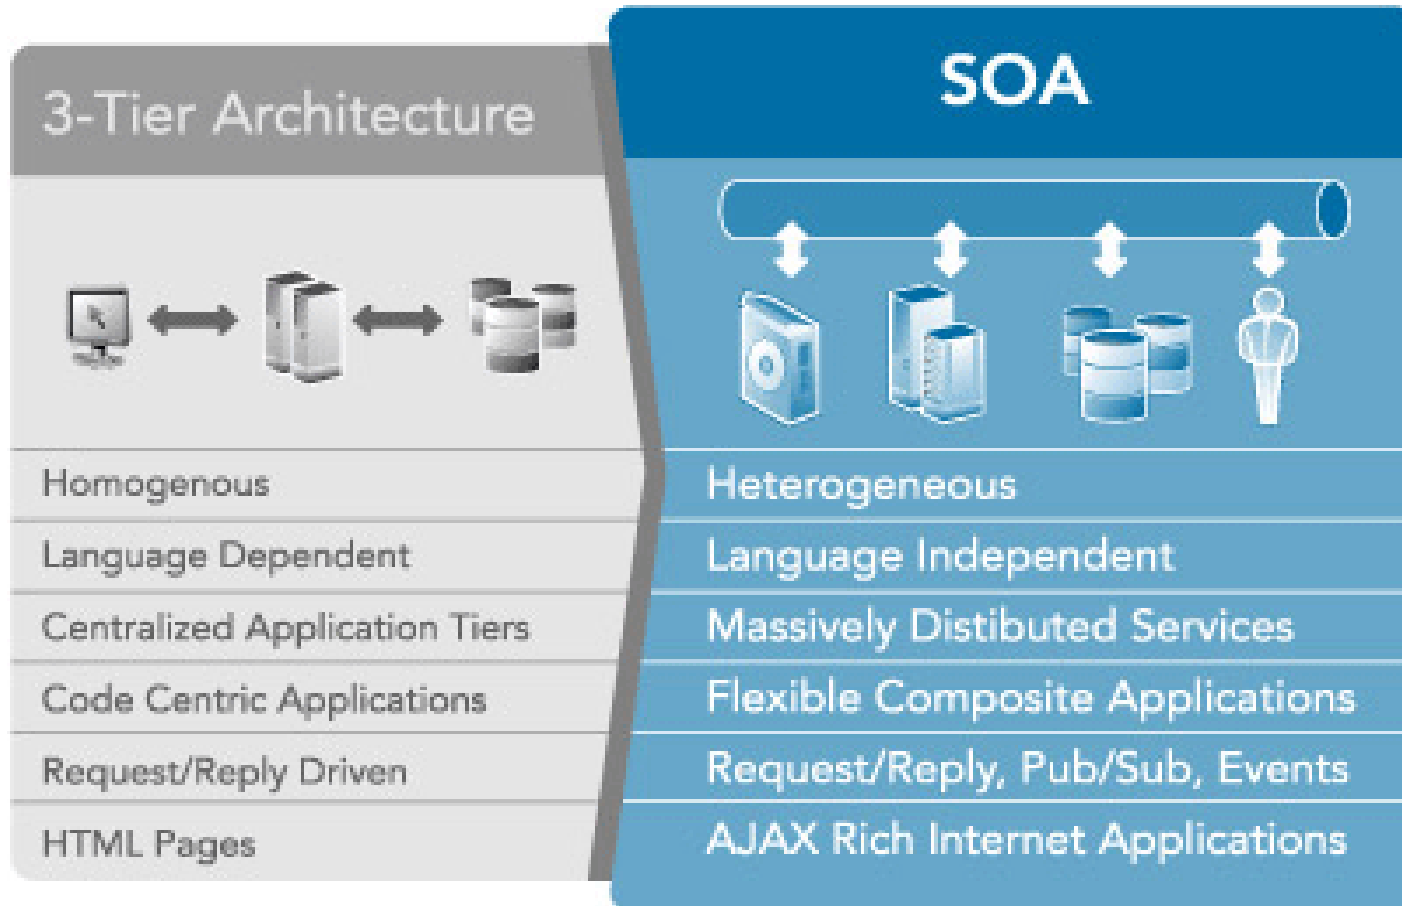 3-Tier Architecture
SOA
Homogenous
Heterogeneous
Language Dependent
Language Independent
Centralized Application Tiers
Massively Distibuted Services
Code Centric Applications
Flexible Composite Applications
Request/Reply Driven
Request/Reply, Pub/Sub, Events
HTML Pages
AJAX Rich Internet Applications